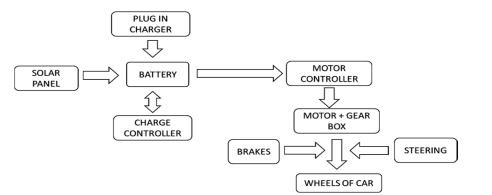 PLUG IN
CHARGER
SOLAR
PANEL
BATTERY
MOTOR
CONTROLLER
CHARGE
CONTROLLER
MOTOR + GEAR
BOX
BRAKES
STEERING
WHEELS OF CAR